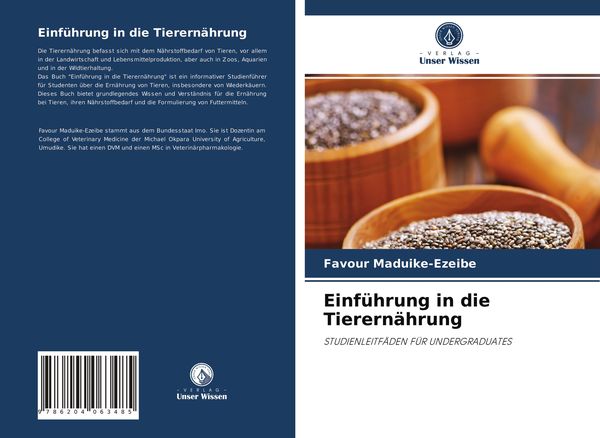 Einführung in die Tierernährung
Die Tierernährung befasst sich mit dem Nährstoffbedarf von Tieren, vor allem
in der Landwirtschaft und Lebensmittelproduktion, aber auch in Zoos, Aquarien
und in der Wildtierhaltung.
Das Buch "Einführung in die Tierernährung" ist ein informativer Studienführer
für Studenten über die Ernährung von Tieren, insbesondere von Wiederkäuern.
Dieses Buch bietet grundlegendes Wissen und Verständnis für die Ernährung
bei Tieren, ihren Nährstoffbedarf und die Formulierung von Futtermitteln.
Favour Maduike-Ezeibe stammt aus dem Bundesstaat Imo. Sie ist Dozentin am
College of Veterinary Medicine der Michael Okpara University of Agriculture,
Umudike. Sie hat einen DVM und einen MSc in Veterinärpharmakologie.
9 786204 063485
VERLAG
Unser Wissen
VERLAG
Unser Wissen
Favour Maduike-Ezeibe
Einführung in die
Tierernährung
STUDIENLEITFÄDEN FÜR UNDERGRADUATES